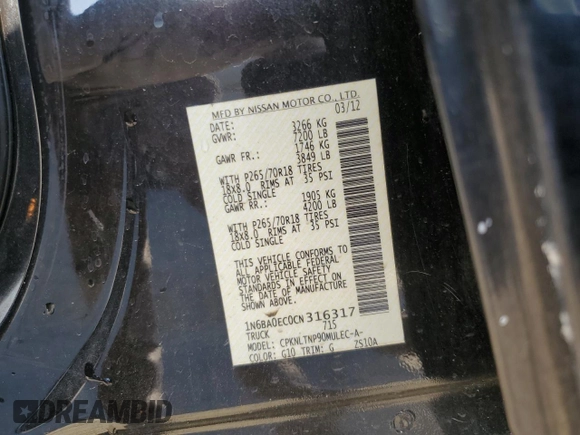 MFD BY NISSAN MOTOR CO., LTD.
DATE: 03/12
GVWR: 3266 KG
7200 LB
GAWR FR.: 1746 KG
3849 LB
WITH P265/70R18 TIRES
18X8.0 RIMS AT 35 PSI
COLD SINGLE
GAWR RR.: 1905 KG
4200 LB
WITH P265/70R18 TIRES
18X8.0 RIMS AT 35 PSI
COLD SINGLE
THIS VEHICLE CONFORMS TO
ALL APPLICABLE FEDERAL
MOTOR VEHICLE SAFETY
STANDARDS IN EFFECT ON
THE DATE OF MANUFACTURE
SHOWN ABOVE.
1N6BA0EC0CN316317
TRUCK 715
MODEL: CPKNLTNP90MULEC-A-
COLOR: G10 TRIM: G ZS10A
DREAMBID